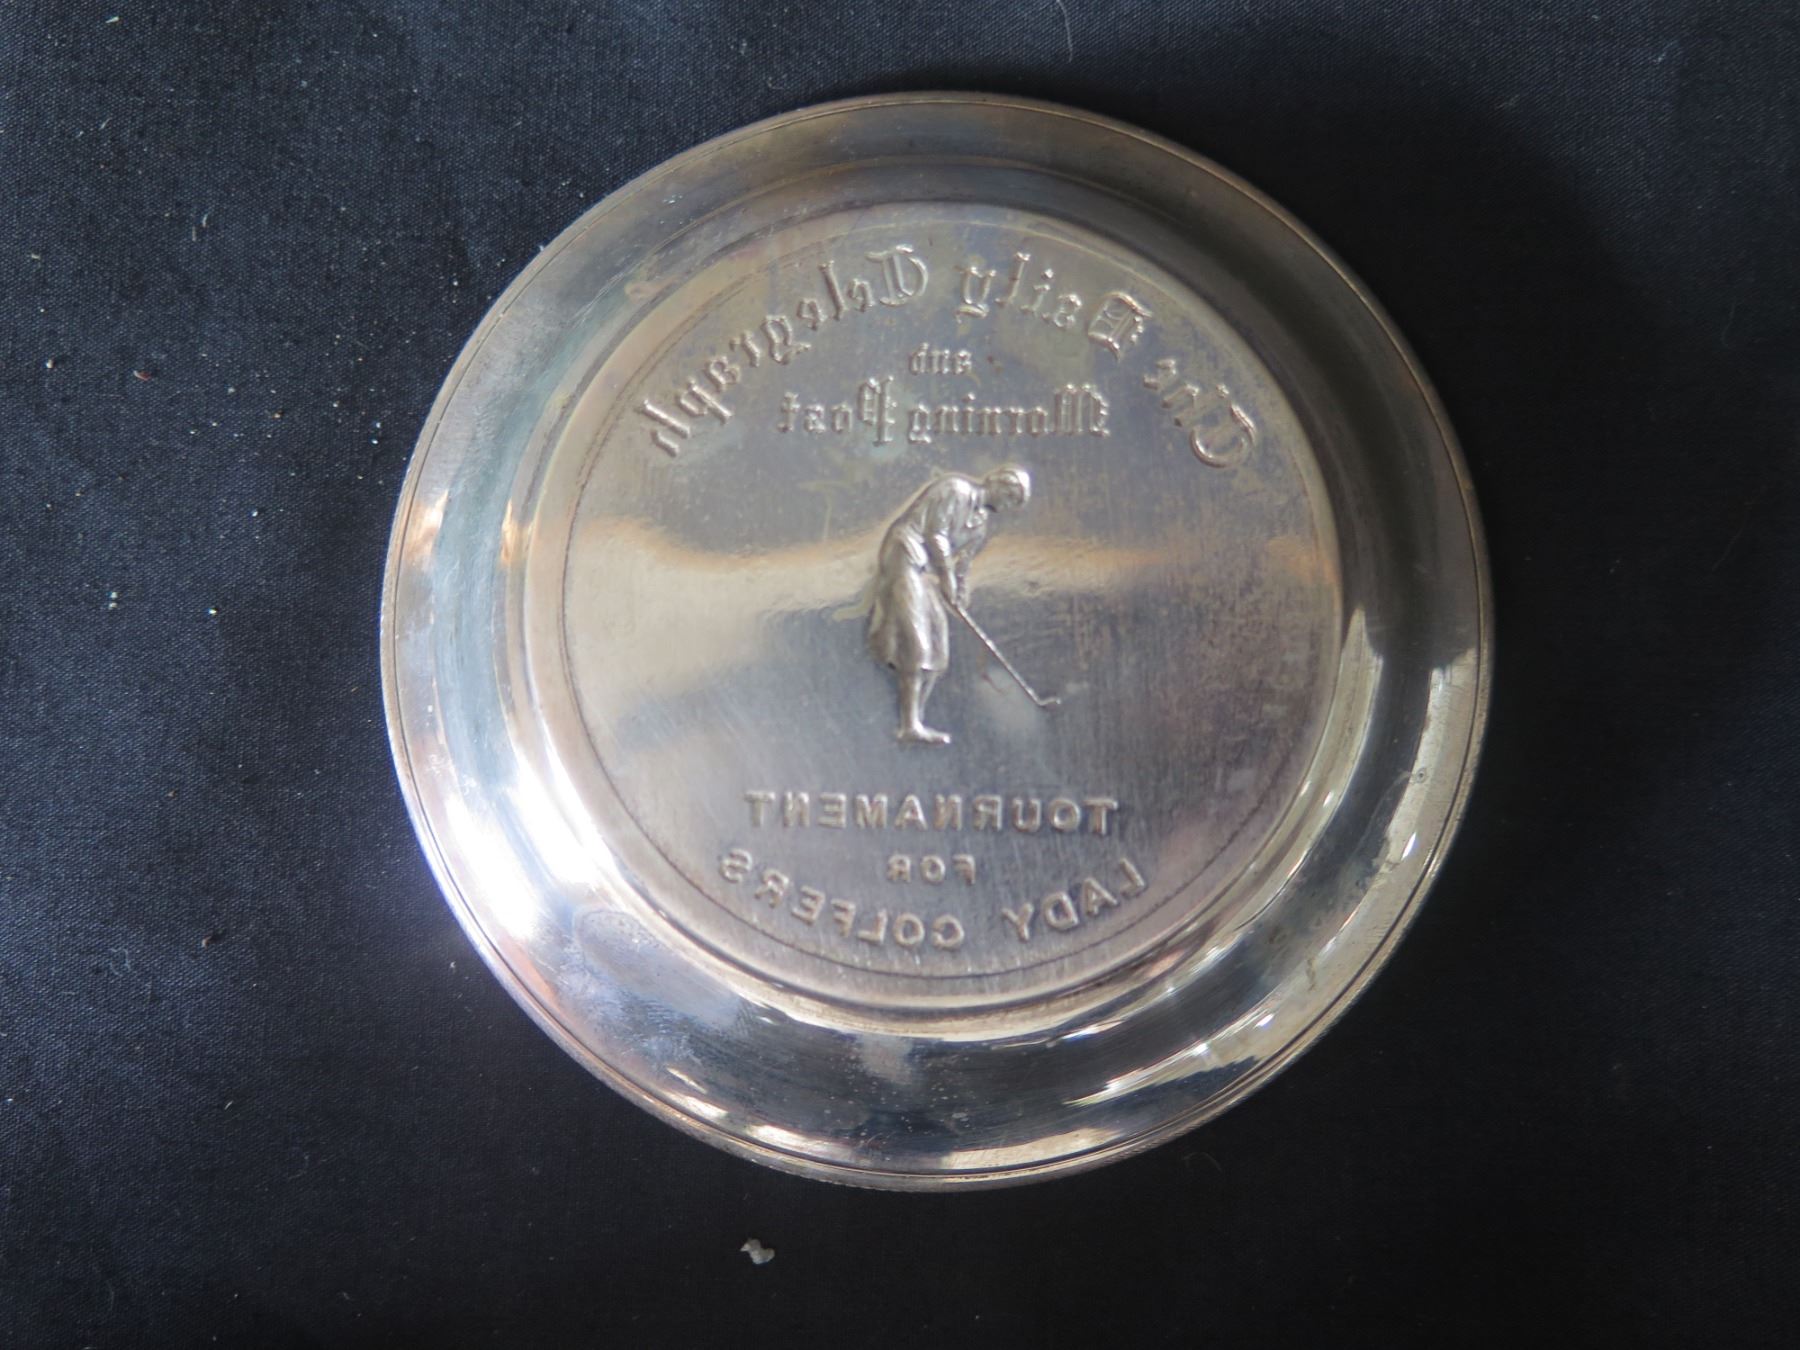 The Daily Telegraph
and
Morning Post
TOURNAMENT
FOR
LADY GOLFERS